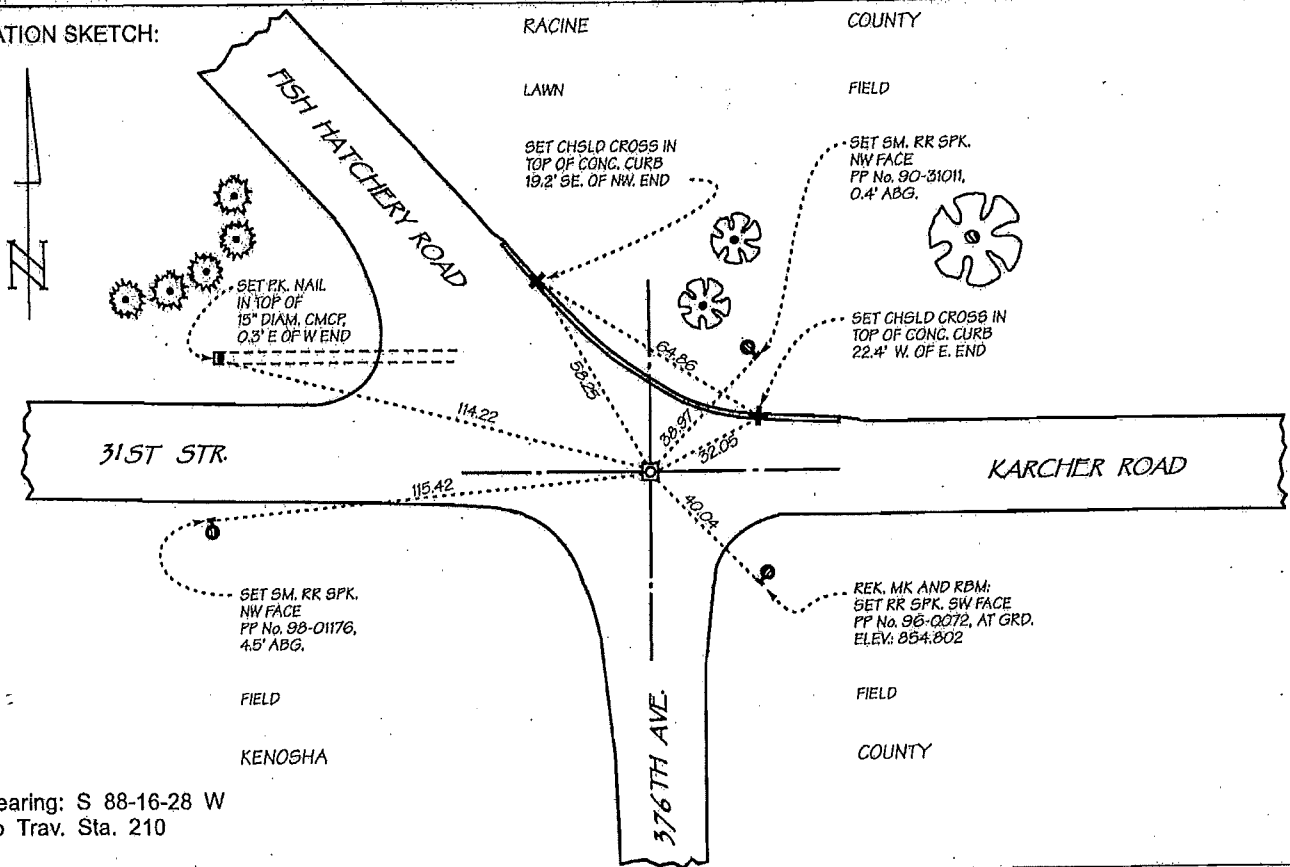 ATION SKETCH:
RACINE
COUNTY
LAWN
FIELD
FISH HATCHERY ROAD
N
SET CHSLD CROSS IN
TOP OF CONC. CURB
19.2' SE. OF NW. END
SET SM. RR SPK.
NW FACE
PP No. 90-31011,
0.4' ABG.
SET P.K. NAIL
IN TOP OF
15" DIAM. CMCP,
0.3' E OF W END
SET CHSLD CROSS IN
TOP OF CONC. CURB
22.4' W. OF E. END
64.86
58.25
38.97
32.05
114.22
31ST STR.
KARCHER ROAD
115.42
40.04
SET SM. RR SPK.
NW FACE
PP No. 98-01176,
4.5' ABG.
REK, MK AND RBM:
SET RR SPK. SW FACE
PP No. 96-0072, AT GRD.
ELEV: 854.802
FIELD
FIELD
KENOSHA
COUNTY
376TH AVE.
earing: S 88-16-28 W
o Trav. Sta. 210